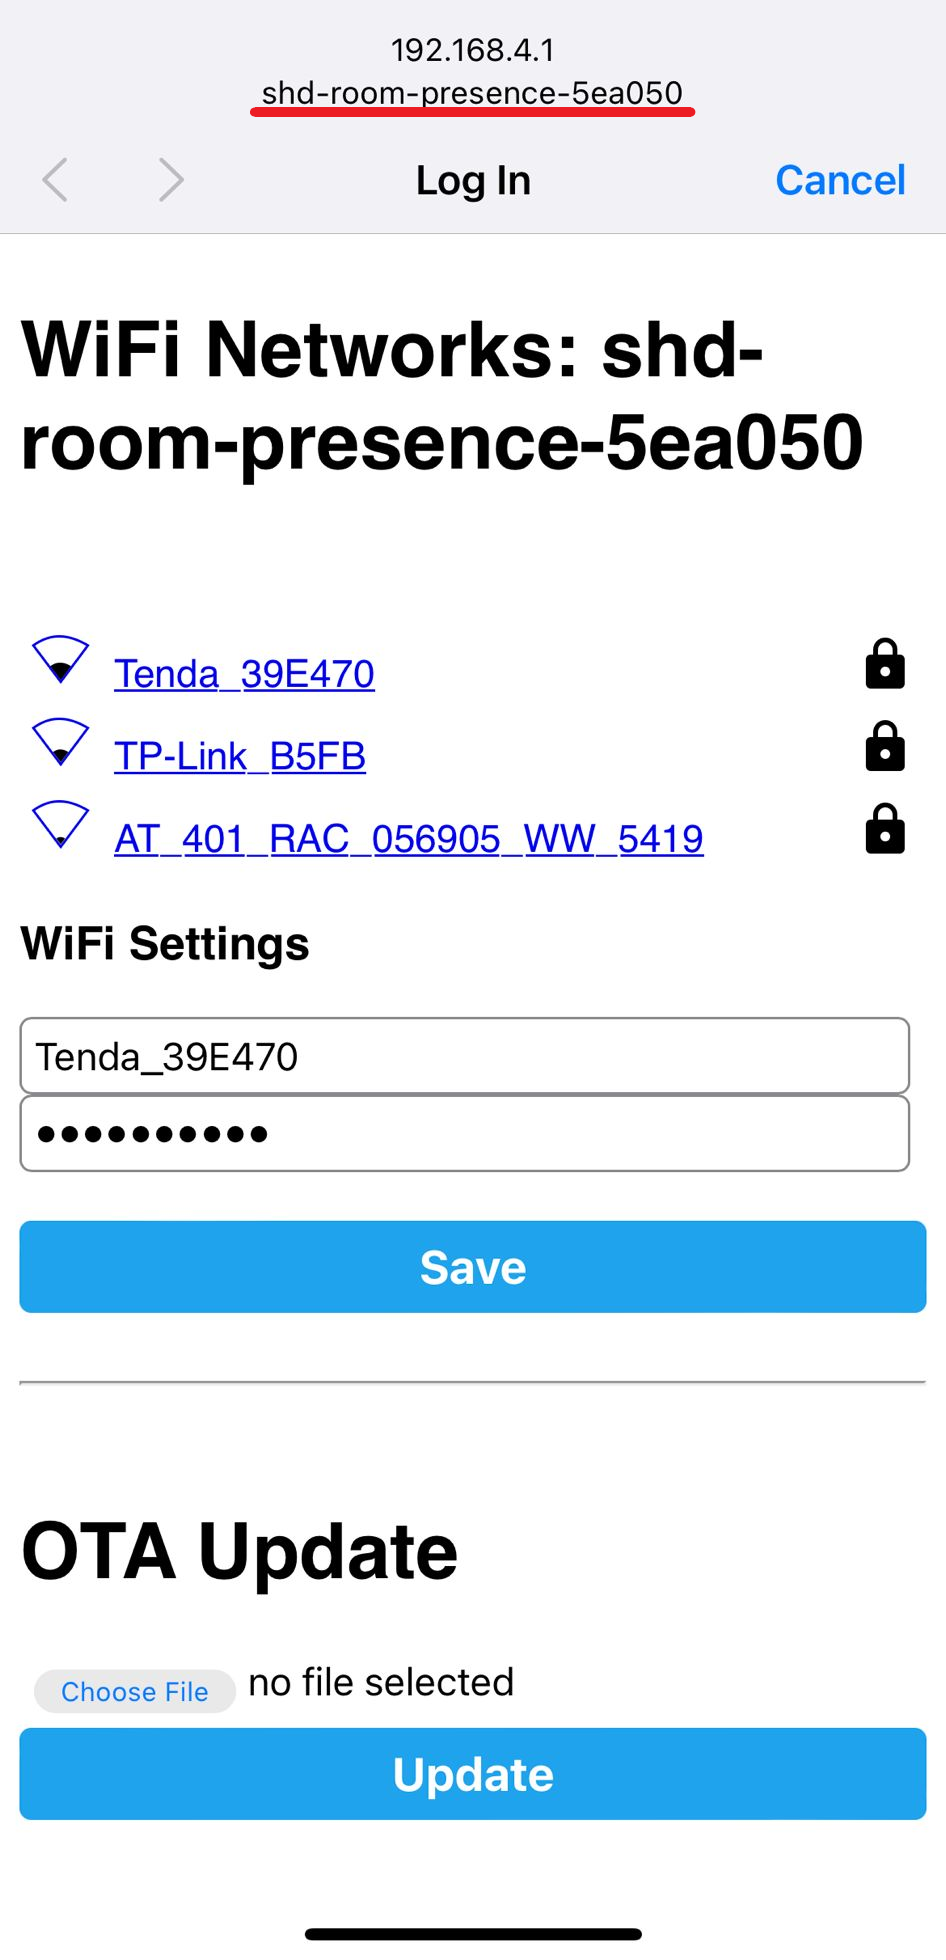 192.168.4.1
shd-room-presence-5ea050
Log In
Cancel
WiFi Networks: shd-
room-presence-5ea050
Tenda_39E470
TP-Link_B5FB
AT_401_RAC_056905_WW_5419
WiFi Settings
Tenda_39E470
••••••••••
Save
OTA Update
Choose File no file selected
Update